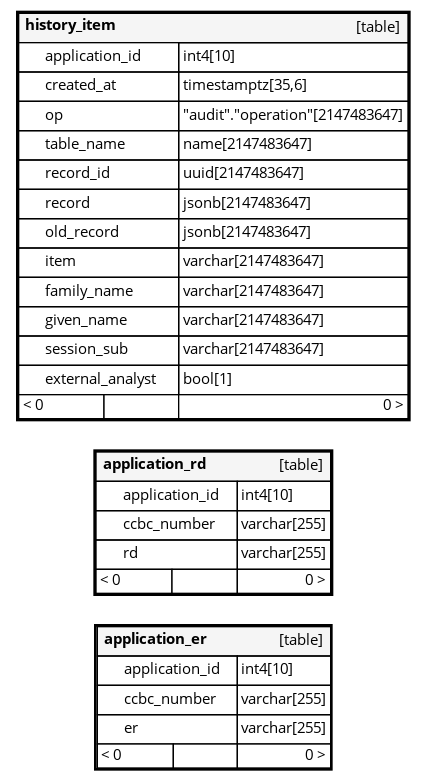 history_item [table]
application_id int4[10]
created_at timestamptz[35,6]
op "audit"."operation"[2147483647]
table_name name[2147483647]
record_id uuid[2147483647]
record jsonb[2147483647]
old_record jsonb[2147483647]
item varchar[2147483647]
family_name varchar[2147483647]
given_name varchar[2147483647]
session_sub varchar[2147483647]
external_analyst bool[1]
< 0 0 >
application_rd [table]
application_id int4[10]
ccbc_number varchar[255]
rd varchar[255]
< 0 0 >
application_er [table]
application_id int4[10]
ccbc_number varchar[255]
er varchar[255]
< 0 0 >